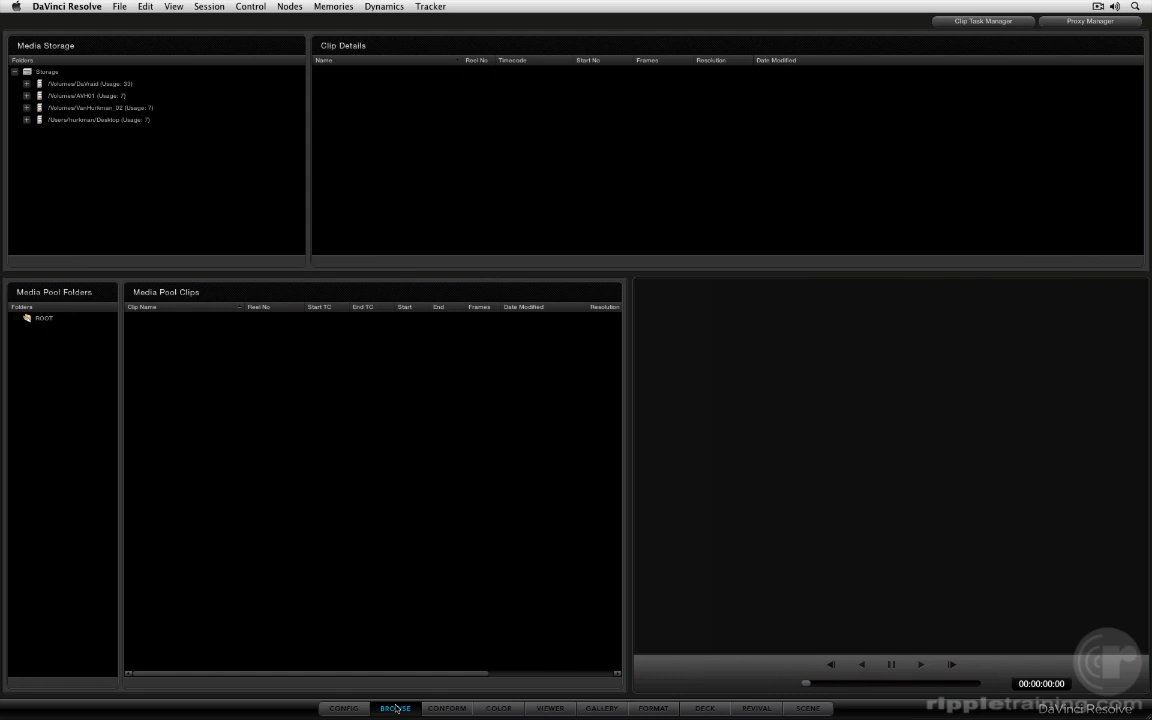 DaVinci Resolve File Edit View Session Control Nodes Memories Dynamics Tracker
Clip Task Manager Proxy Manager
Media Storage
Folders
Storage
/Volumes/DaVraid (Usage: 33)
/Volumes/AVH01 (Usage: 7)
/Volumes/VanHurkman_02 (Usage: 7)
/Users/hurkman/Desktop (Usage: 7)
Clip Details
Name Reel No Timecode Start No Frames Resolution Date Modified
Media Pool Folders
Folders
ROOT
Media Pool Clips
Clip Name Reel No Start TC End TC Start End Frames Date Modified Resolution
00:00:00:00
CONFIG BROWSE CONFORM COLOR VIEWER GALLERY FORMAT DECK REVIVAL SCENE
rippletraining.com
DaVinci Resolve